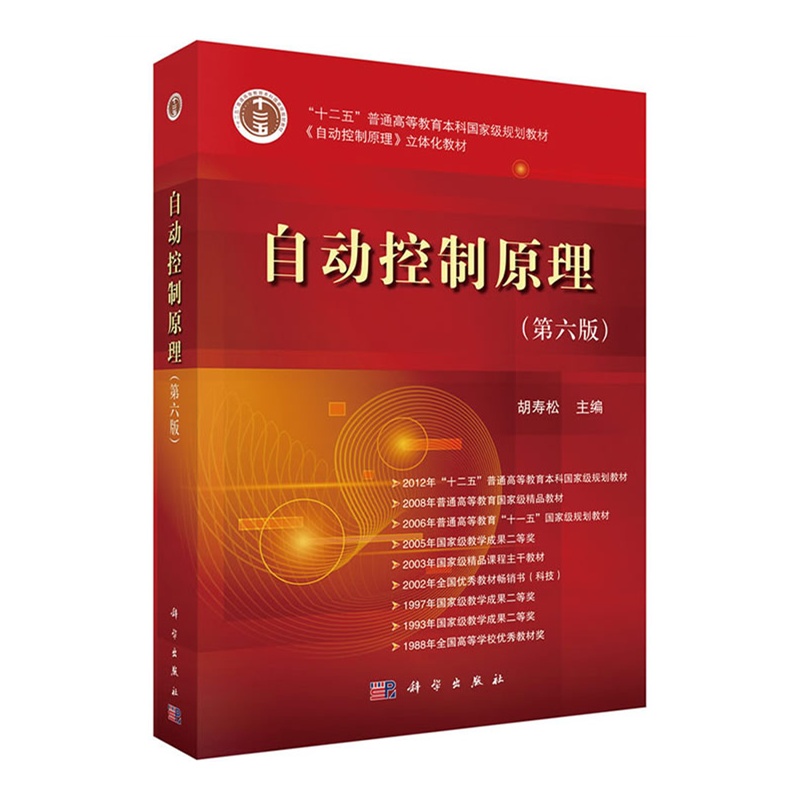 “十二五”普通高等教育本科国家级规划教材
《自动控制原理》立体化教材
自动控制原理
（第六版）
胡寿松 主编
➤2012年“十二五”普通高等教育本科国家级规划教材
➤2008年普通高等教育国家级精品教材
➤2006年普通高等教育“十一五”国家级规划教材
➤2005年国家级教学成果二等奖
➤2003年国家级精品课程主干教材
➤2002年全国优秀教材畅销书（科技）
➤1997年国家级教学成果二等奖
➤1993年国家级教学成果二等奖
➤1988年全国高等学校优秀教材奖
科学出版社
自动控制原理（第六版）
科学出版社
十二五